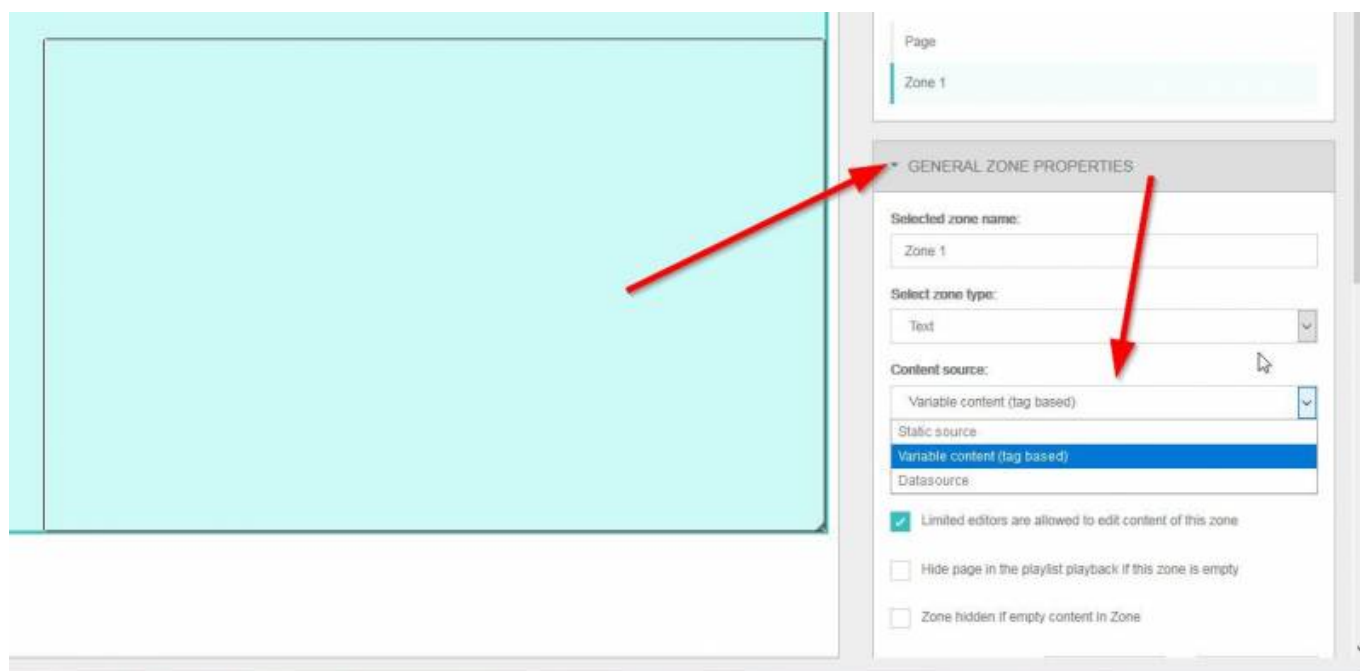 Page
Zone 1
GENERAL ZONE PROPERTIES
Selected zone name:
Zone 1
Select zone type:
Text
Content source:
Variable content (tag based)
Static source
Variable content (tag based)
Datasource
Limited editors are allowed to edit content of this zone
Hide page in the playlist playback if this zone is empty
Zone hidden if empty content in Zone